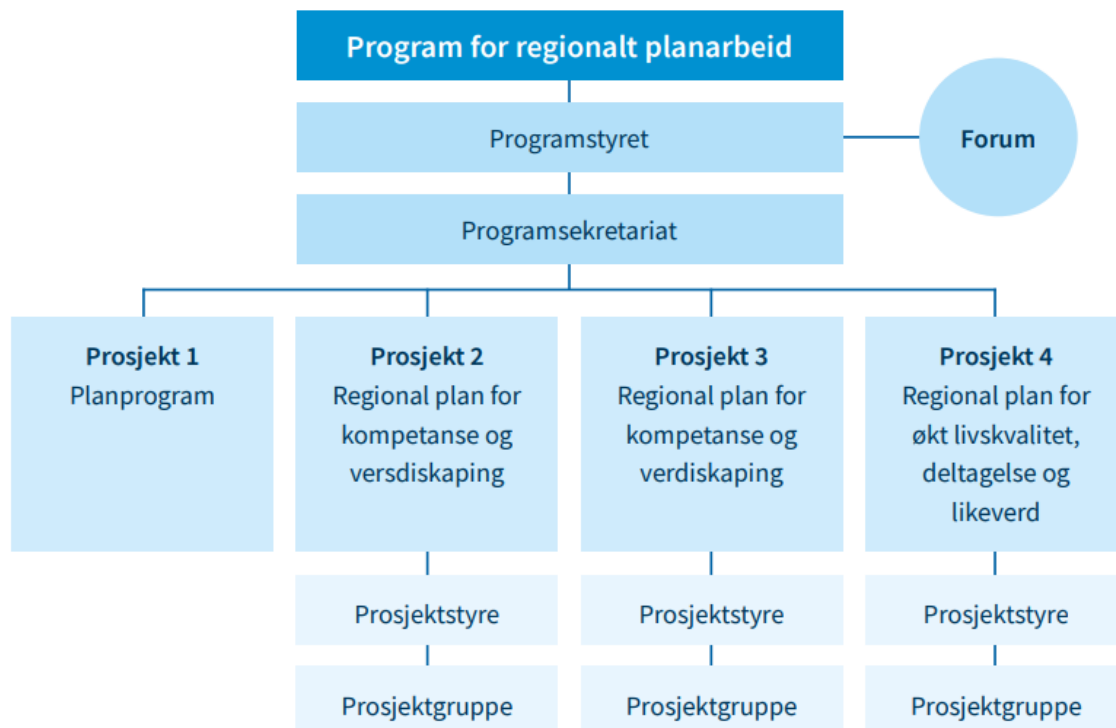 Program for regionalt planarbeid
Programstyret
Forum
Programsekretariat
Prosjekt 1
Planprogram
Prosjekt 2
Regional plan for
kompetanse og
versdiskaping
Prosjekt 3
Regional plan for
kompetanse og
verdiskaping
Prosjekt 4
Regional plan for
økt livskvalitet,
deltagelse og
likeverd
Prosjektstyre
Prosjektstyre
Prosjektstyre
Prosjektgruppe
Prosjektgruppe
Prosjektgruppe